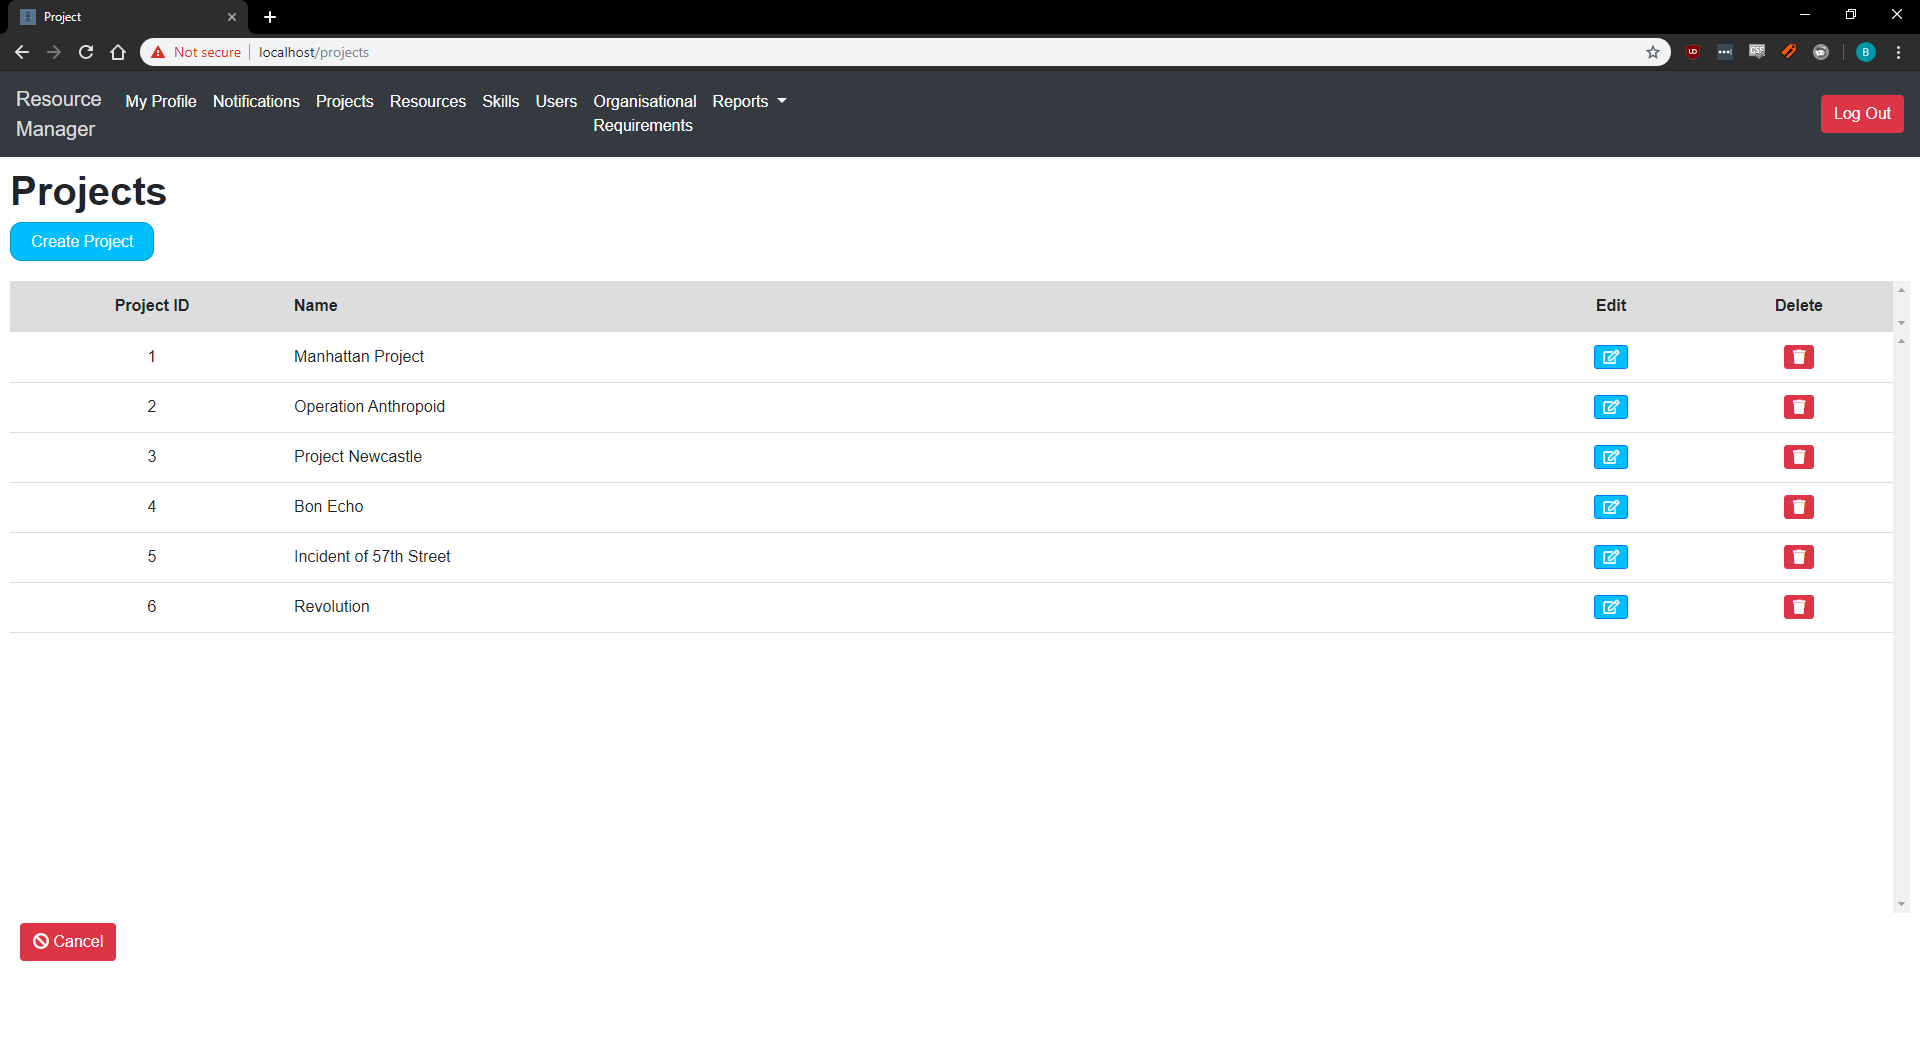 Project
Not secure localhost/projects
UD
CSS
B
Resource
Manager
My Profile Notifications Projects Resources Skills Users Organisational
Requirements
Reports
Log Out
Projects
Create Project
Project ID Name Edit Delete
1 Manhattan Project
2 Operation Anthropoid
3 Project Newcastle
4 Bon Echo
5 Incident of 57th Street
6 Revolution
Cancel